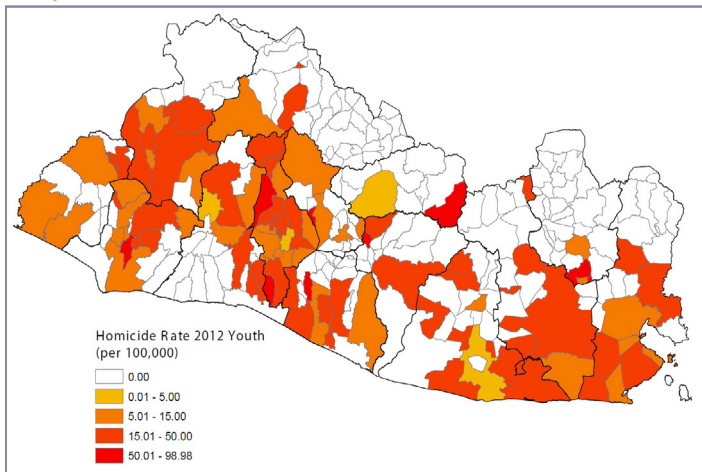 Homicide Rate 2012 Youth
(per 100,000)
0.00
0.01 - 5.00
5.01 - 15.00
15.01 - 50.00
50.01 - 98.98